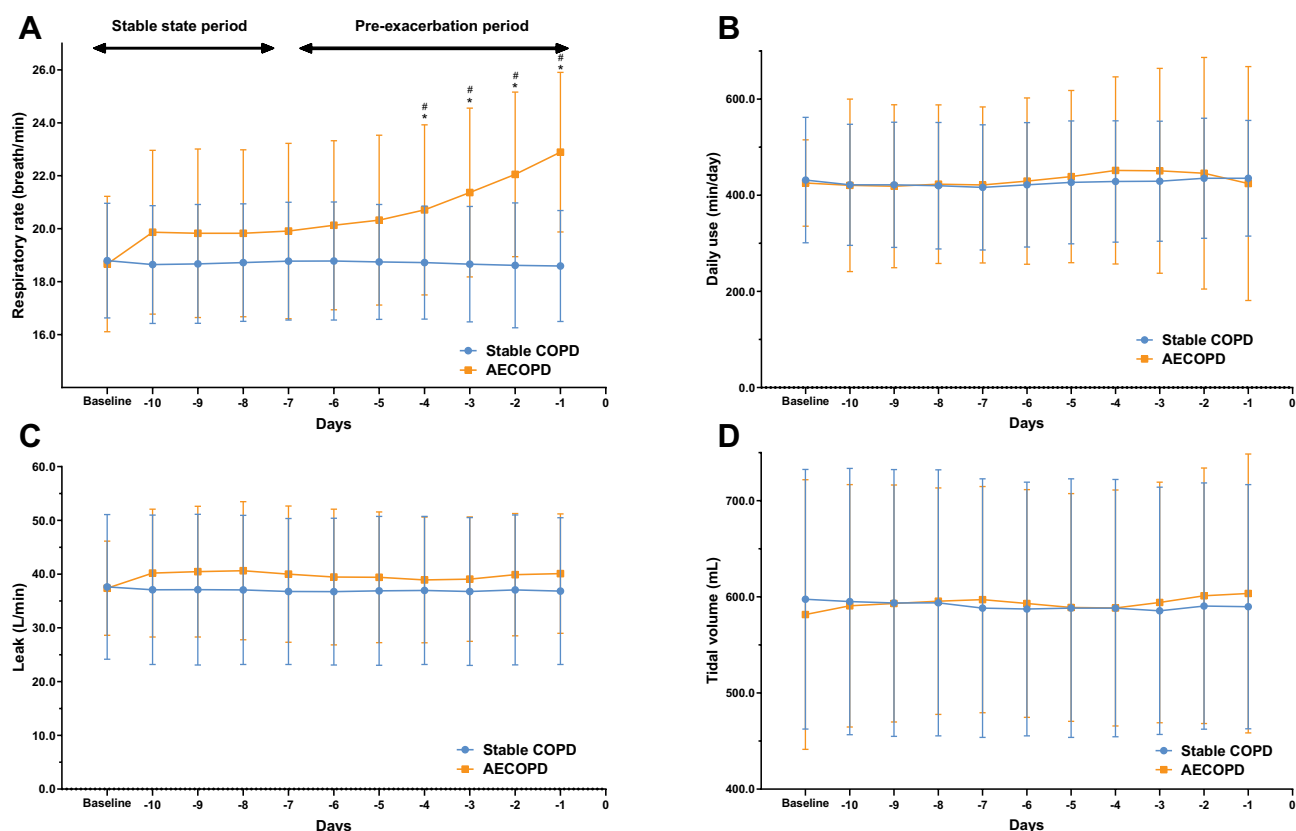 A
Stable state period
Pre-exacerbation period
Respiratory rate (breath/min)
26.0
24.0
22.0
20.0
18.0
16.0
#
*
#
*
#
*
#
*
Stable COPD
AECOPD
Baseline -10 -9 -8 -7 -6 -5 -4 -3 -2 -1 0
Days
B
Daily use (min/day)
600.0
400.0
200.0
0.0
Stable COPD
AECOPD
Baseline -10 -9 -8 -7 -6 -5 -4 -3 -2 -1 0
Days
C
Leak (L/min)
60.0
50.0
40.0
30.0
20.0
10.0
0.0
Stable COPD
AECOPD
Baseline -10 -9 -8 -7 -6 -5 -4 -3 -2 -1 0
Days
D
Tidal volume (mL)
700.0
600.0
500.0
400.0
Stable COPD
AECOPD
Baseline -10 -9 -8 -7 -6 -5 -4 -3 -2 -1 0
Days